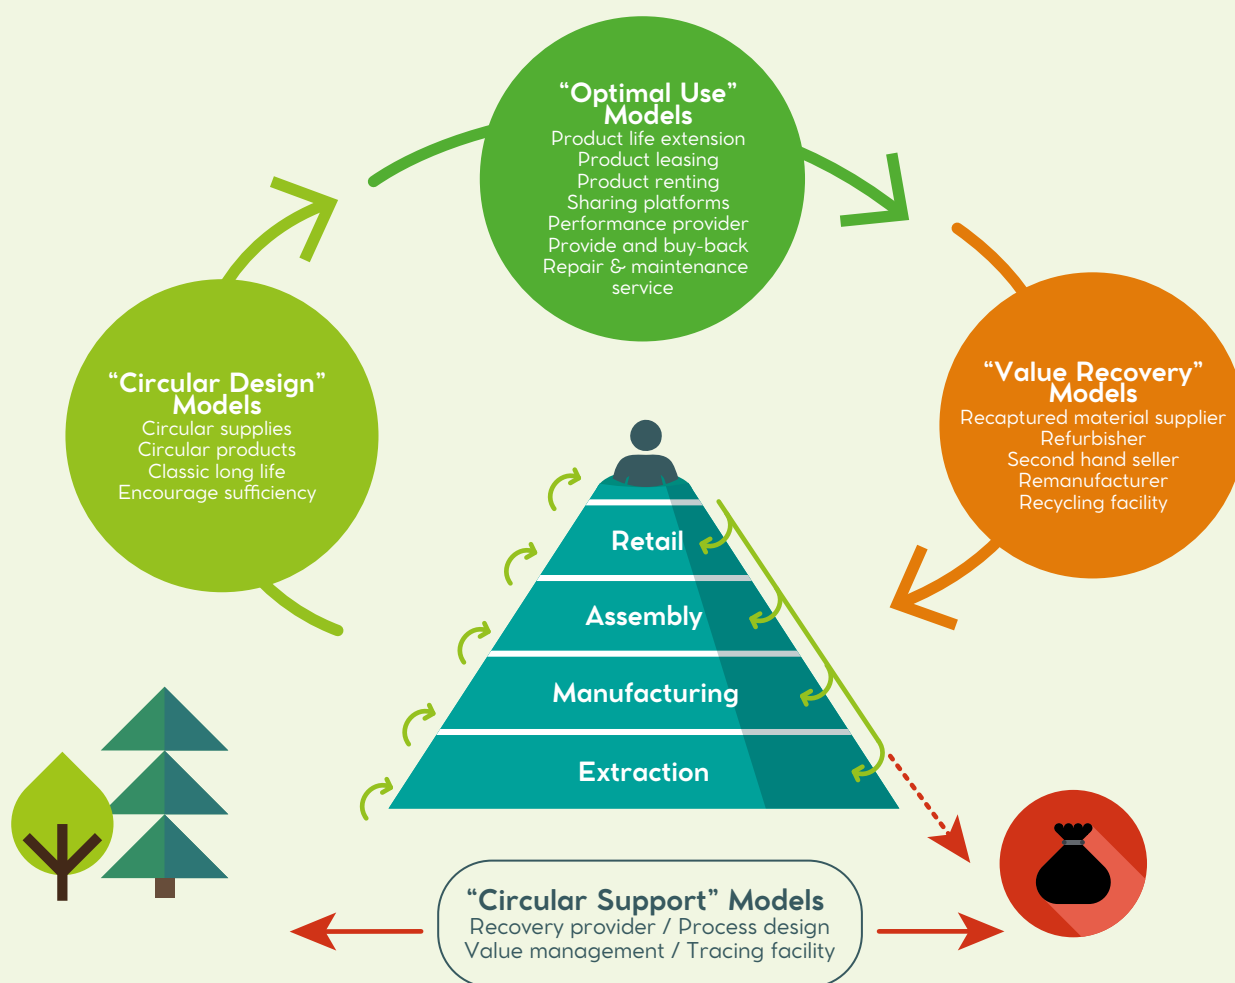 “Optimal Use”
Models
Product life extension
Product leasing
Product renting
Sharing platforms
Performance provider
Provide and buy-back
Repair & maintenance
service
“Circular Design”
Models
Circular supplies
Circular products
Classic long life
Encourage sufficiency
“Value Recovery”
Models
Recaptured material supplier
Refurbisher
Second hand seller
Remanufacturer
Recycling facility
Retail
Assembly
Manufacturing
Extraction
“Circular Support” Models
Recovery provider / Process design
Value management / Tracing facility